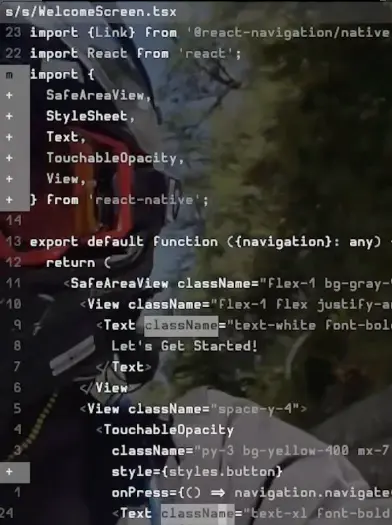 s/s/WelcomeScreen.tsx
23 import {Link} from '@react-navigation/native
22 import React from 'react';
m import {
+ SafeAreaView,
+ StyleSheet,
+ Text,
+ TouchableOpacity,
+ View,
+ } from 'react-native';
14
13 export default function ({navigation}: any)
12 return (
11 <SafeAreaView className="flex-1 bg-gray-
10 <View className="flex-1 flex justify-a
9 <Text className="text-white font-bol
8 Let's Get Started!
7 </Text>
6 </View
5 <View className="space-y-4">
4 <TouchableOpacity
3 className="py-3 bg-yellow-400 mx-7
+ style={styles.button}
1 onPress={() => navigation.navigate
24 <Text className="text-xl font-bold